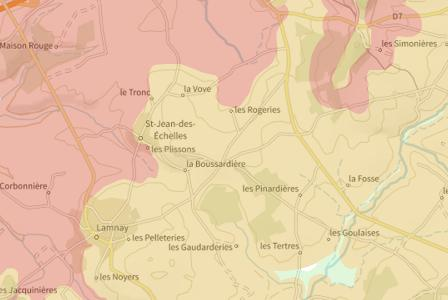 D7
Maison Rouge
les Simonières
la Vove
le Tronc
les Rogeries
St-Jean-des-
Échelles
les Plissons
la Boussardière
la Fosse
Corbonnière
les Pinardières
Lamnay
les Pelleteries
les Goulaises
les Gaudarderies
les Tertres
les Noyers
es Jacquinières